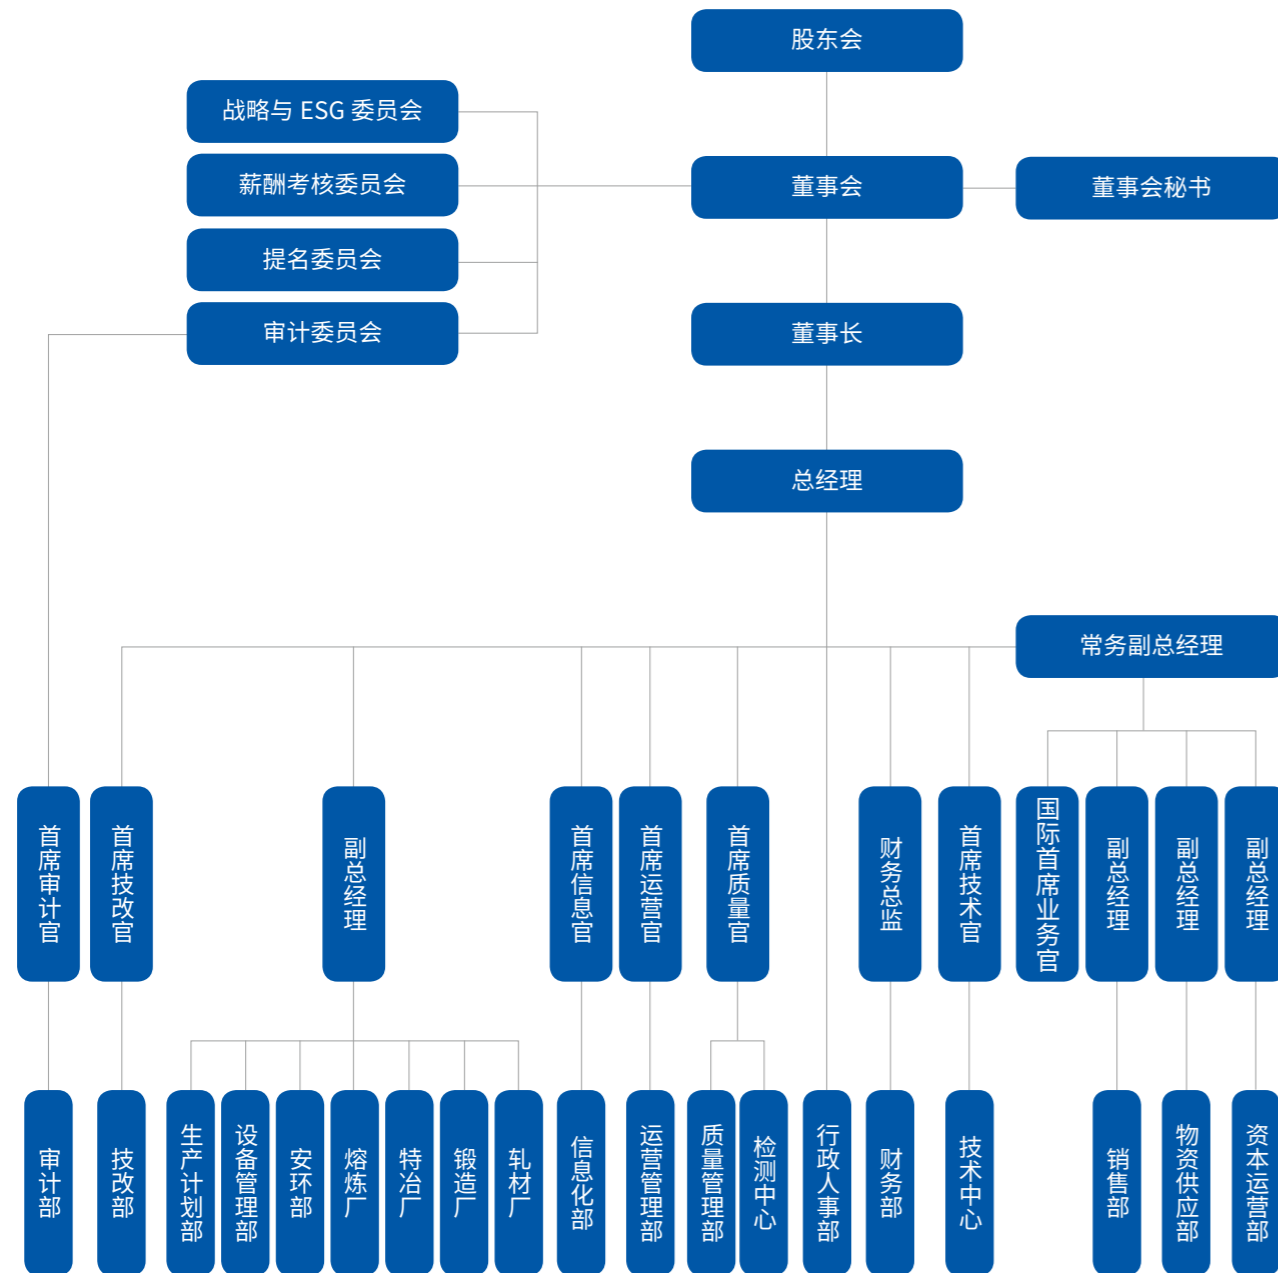 股东会
战略与 ESG 委员会
薪酬考核委员会
董事会
董事会秘书
提名委员会
审计委员会
董事长
总经理
常务副总经理
首席审计官
首席技改官
副总经理
首席信息官
首席运营官
首席质量官
财务总监
首席技术官
国际首席业务官
副总经理
副总经理
副总经理
审计部
技改部
生产计划部
设备管理部
安环部
熔炼厂
特冶厂
锻造厂
轧材厂
信息化部
运营管理部
质量管理部
检测中心
行政人事部
财务部
技术中心
销售部
物资供应部
资本运营部